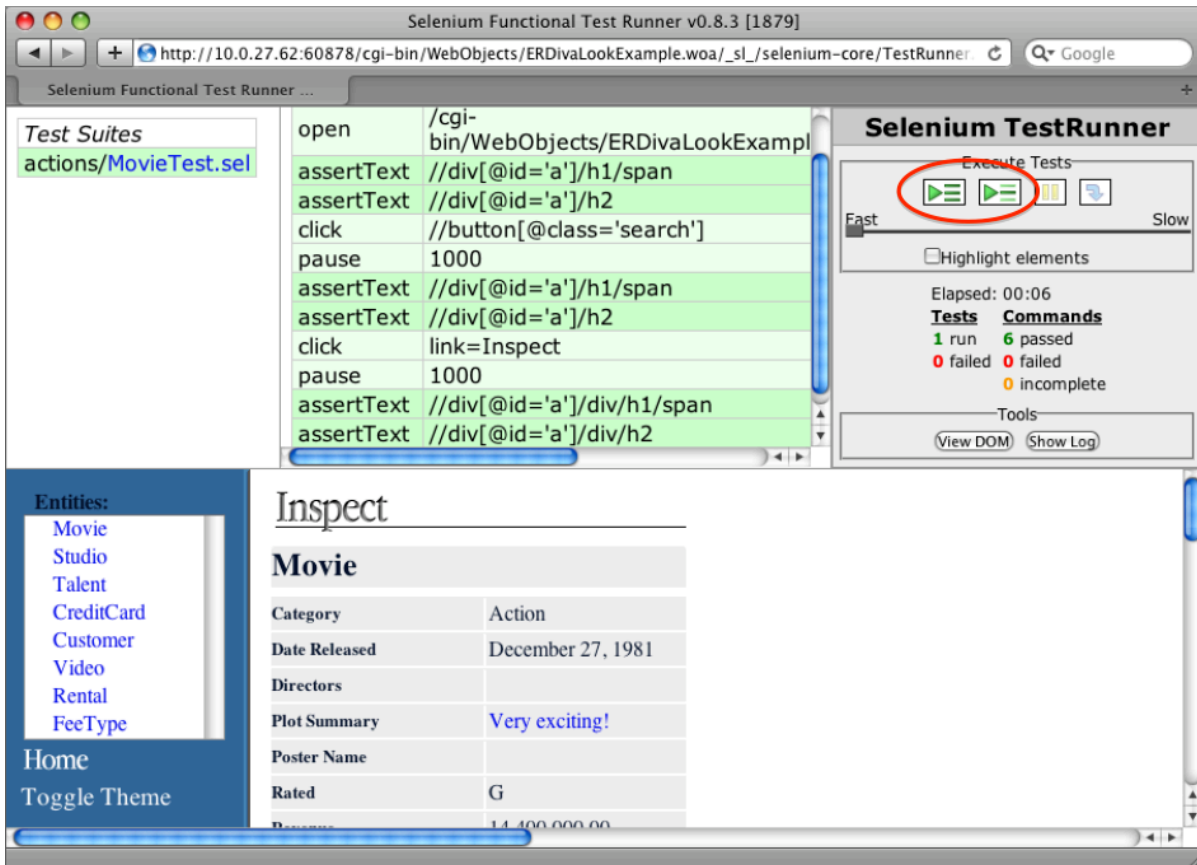 Selenium Functional Test Runner v0.8.3 [1879]
http://10.0.27.62:60878/cgi-bin/WebObjects/ERDivaLookExample.woa/_sl_/selenium-core/TestRunner.
Google
Selenium Functional Test Runner ...
Test Suites
actions/MovieTest.sel
open /cgi-
bin/WebObjects/ERDivaLookExampl
assertText //div[@id='a']/h1/span
assertText //div[@id='a']/h2
click //button[@class='search']
pause 1000
assertText //div[@id='a']/h1/span
assertText //div[@id='a']/h2
click link=Inspect
pause 1000
assertText //div[@id='a']/div/h1/span
assertText //div[@id='a']/div/h2
Selenium TestRunner
Execute Tests
Fast Slow
Highlight elements
Elapsed: 00:06
Tests Commands
1 run 6 passed
0 failed 0 failed
0 incomplete
Tools
View DOM Show Log
Entities:
Movie
Studio
Talent
CreditCard
Customer
Video
Rental
FeeType
Home
Toggle Theme
Inspect
Movie
Category Action
Date Released December 27, 1981
Directors
Plot Summary Very exciting!
Poster Name
Rated G